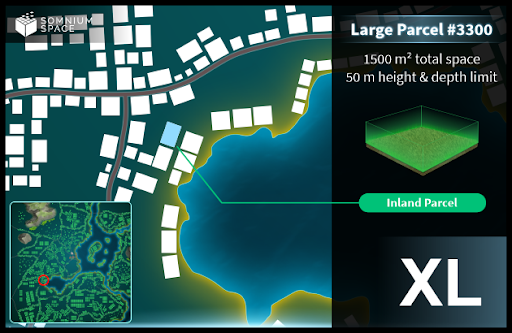 SOMNIUM
SPACE
Large Parcel #3300
1500 m² total space
50 m height & depth limit
Inland Parcel
XL